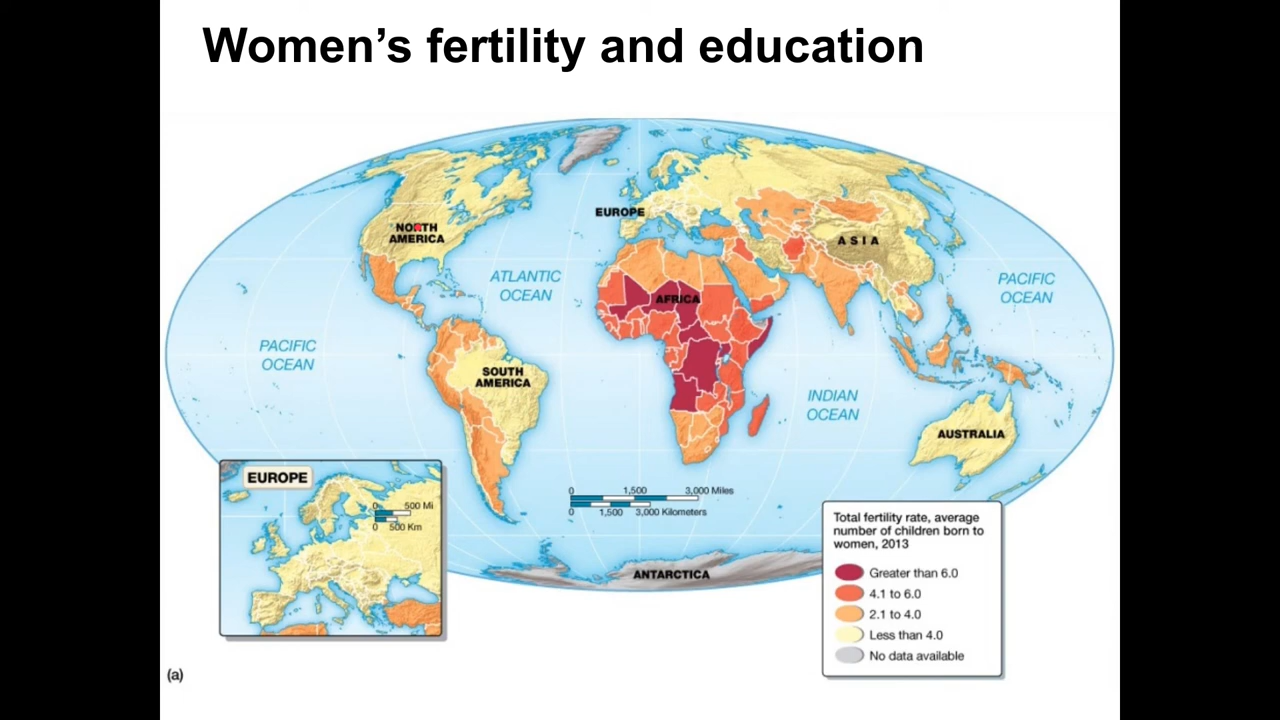 Women’s fertility and education
NORTH
AMERICA
EUROPE
ASIA
ATLANTIC
OCEAN
AFRICA
PACIFIC
OCEAN
PACIFIC
OCEAN
SOUTH
AMERICA
INDIAN
OCEAN
AUSTRALIA
EUROPE
0 500 Mi
0 500 Km
0 1,500 3,000 Miles
0 1,500 3,000 Kilometers
ANTARCTICA
Total fertility rate, average
number of children born to
women, 2013
Greater than 6.0
4.1 to 6.0
2.1 to 4.0
Less than 4.0
No data available
(a)